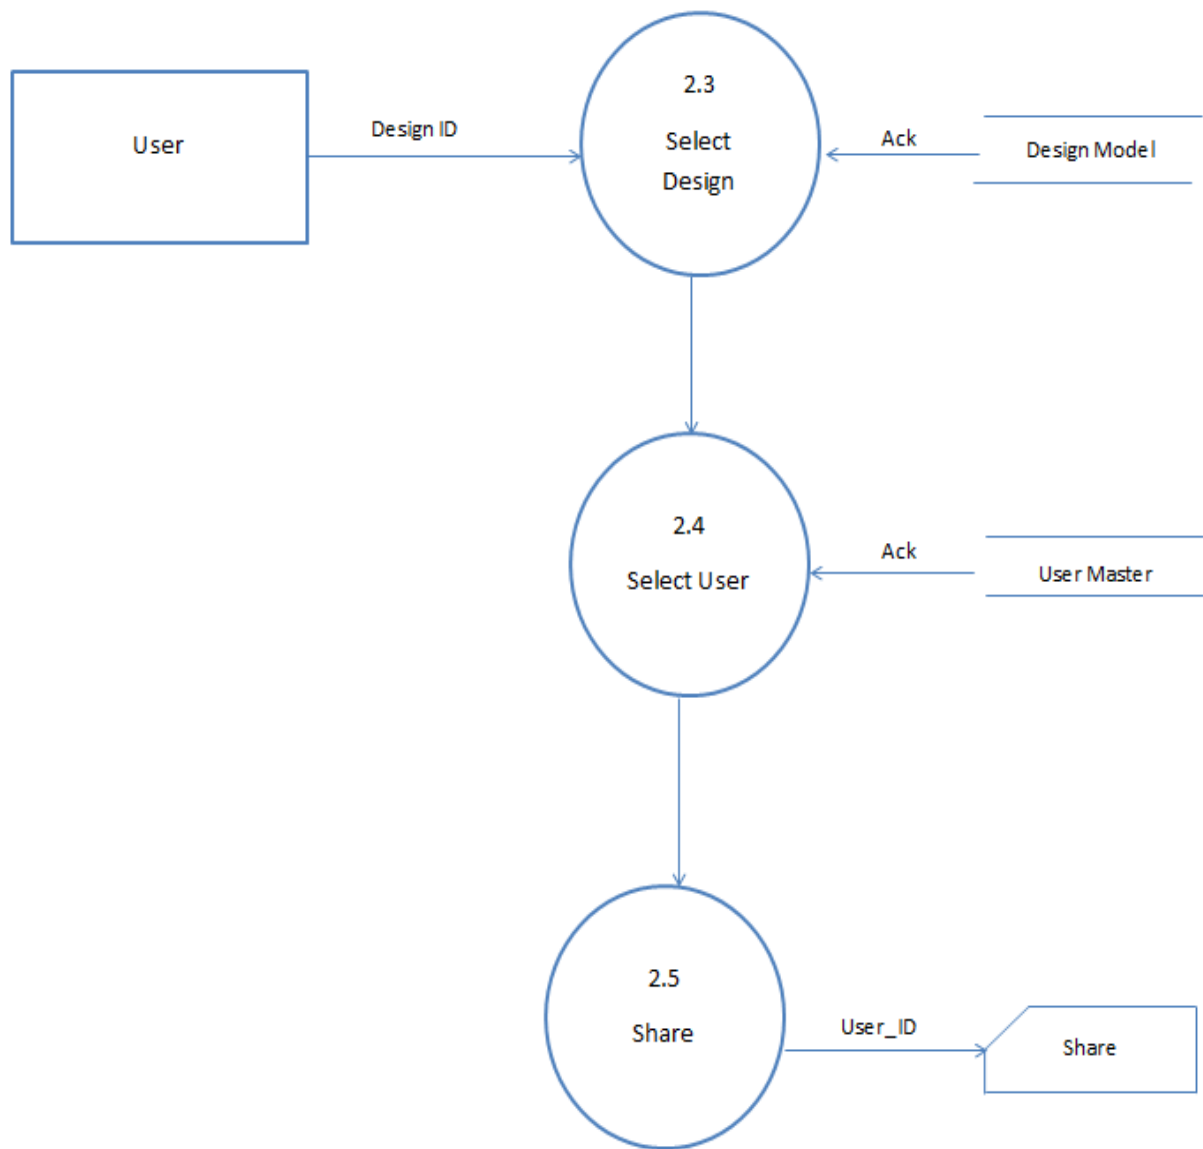 2.3
User
Design ID
Select
Design
Ack
Design Model
2.4
Select User
Ack
User Master
2.5
Share
User_ID
Share